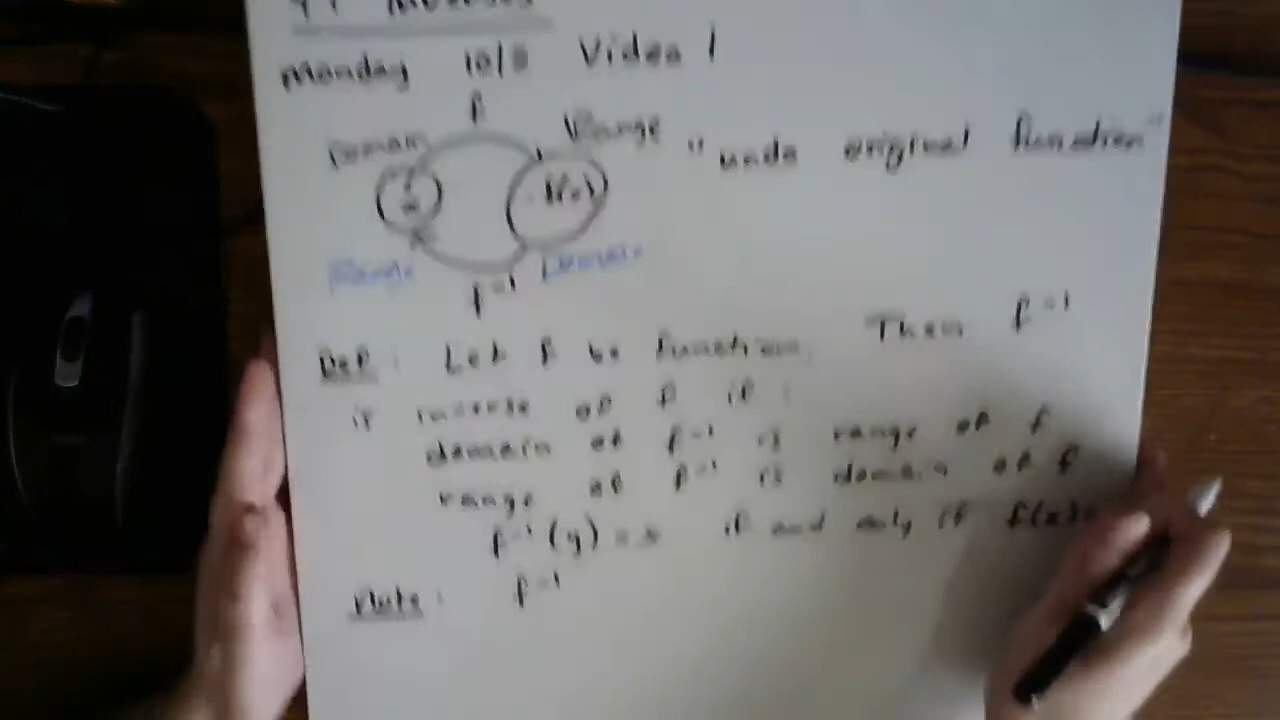 Inverses
Monday 10/8 Video 1
f
Domain Range "undo original function"
x f(x)
Range Domain
f⁻¹
Def: Let f be function. Then f⁻¹
is inverse of f if:
domain of f⁻¹ is range of f
range of f⁻¹ is domain of f
f⁻¹(y) = x if and only if f(x)=
Note: f⁻¹